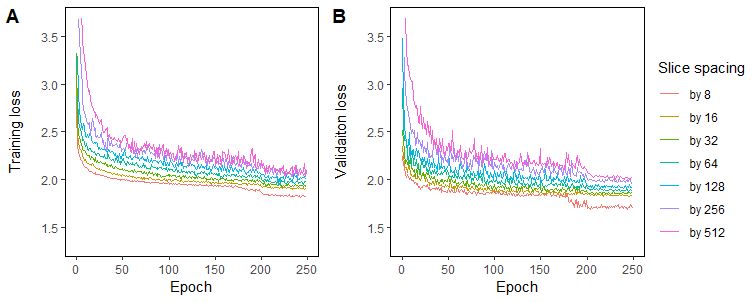 A
B
Training loss
3.5
3.0
2.5
2.0
1.5
0
50
100
150
200
250
Epoch
Validaiton loss
3.5
3.0
2.5
2.0
1.5
0
50
100
150
200
250
Epoch
Slice spacing
by 8
by 16
by 32
by 64
by 128
by 256
by 512